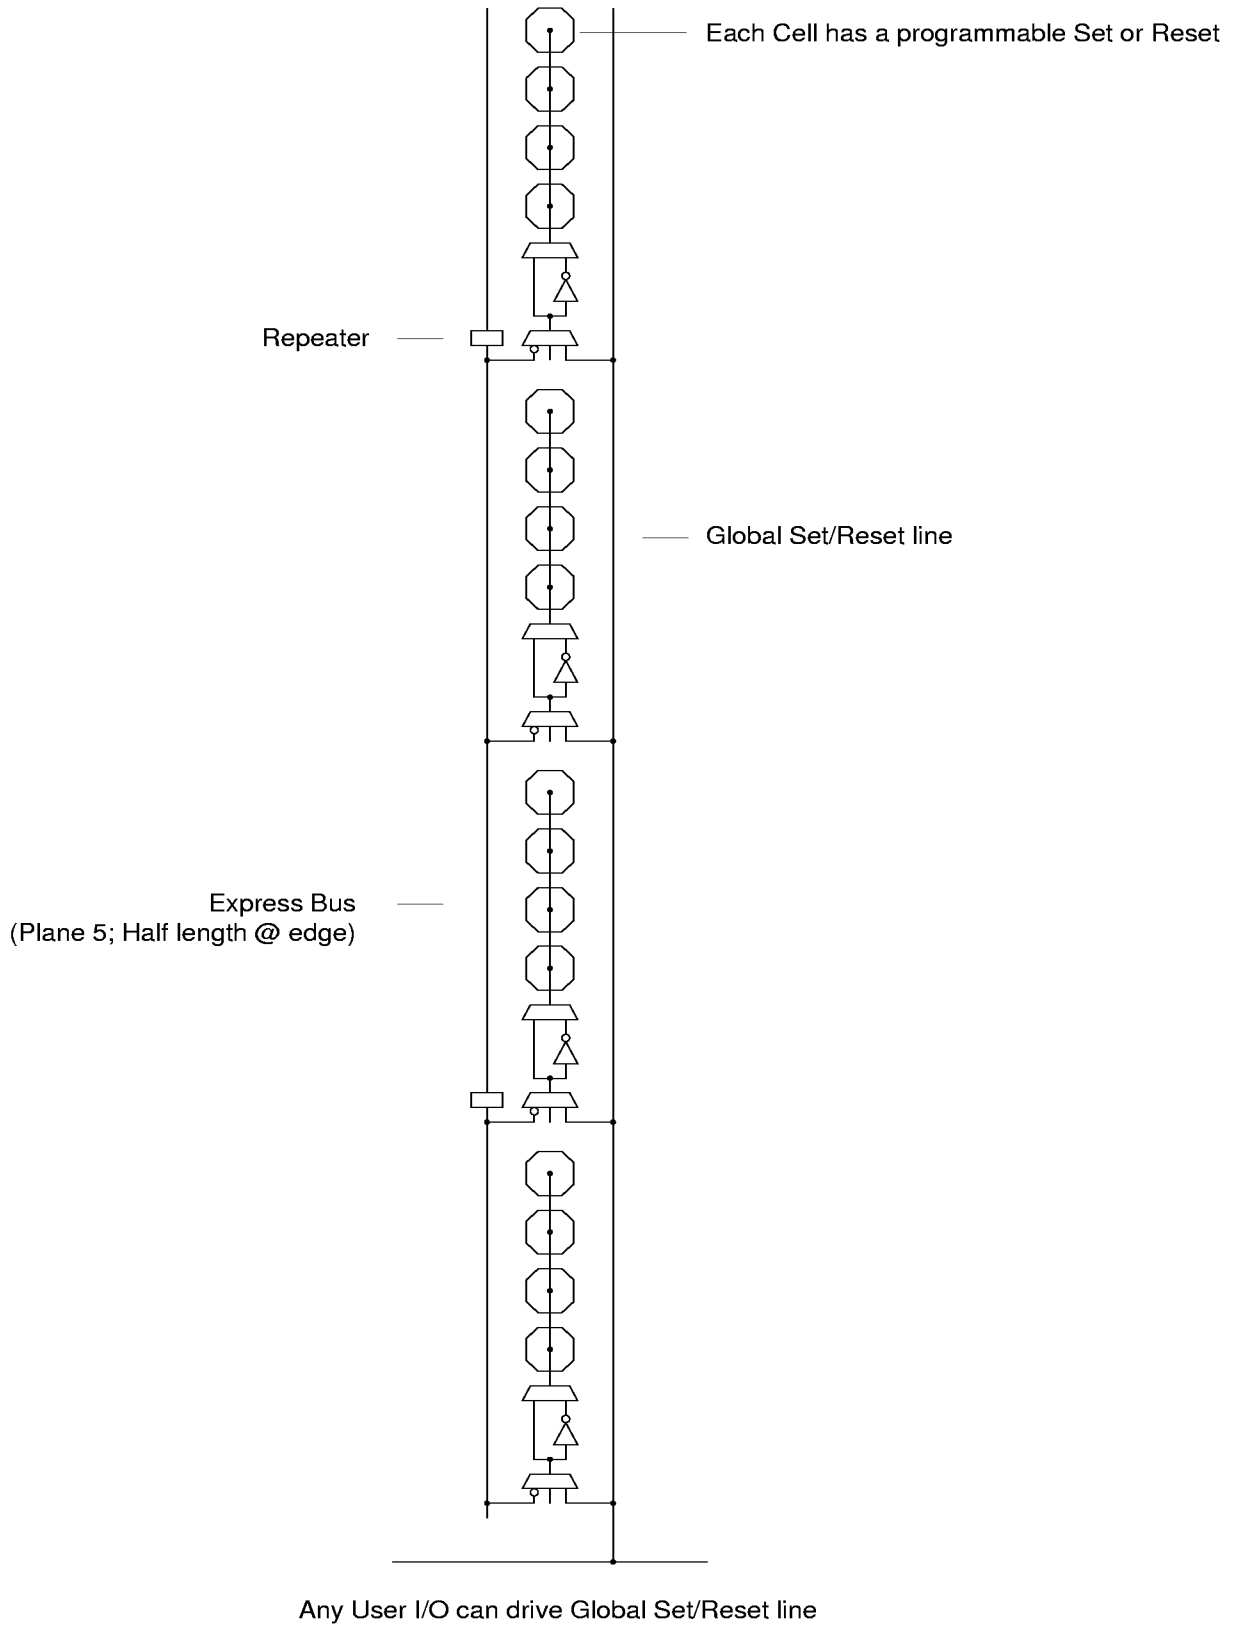 Each Cell has a programmable Set or Reset
Repeater
Global Set/Reset line
Express Bus
(Plane 5; Half length @ edge)
Any User I/O can drive Global Set/Reset line